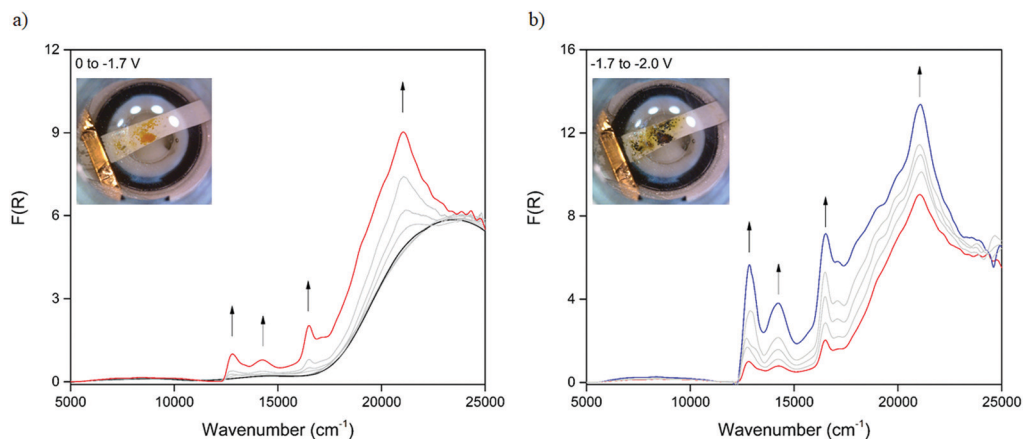 a)
b)
0 to -1.7 V
12
9
6
3
0
F(R)
5000 10000 15000 20000 25000
Wavenumber (cm⁻¹)
-1.7 to -2.0 V
16
12
8
4
0
F(R)
5000 10000 15000 20000 25000
Wavenumber (cm⁻¹)